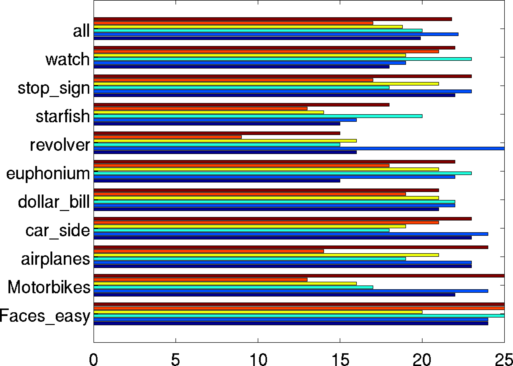 all
watch
stop_sign
starfish
revolver
euphonium
dollar_bill
car_side
airplanes
Motorbikes
Faces_easy
0 5 10 15 20 25